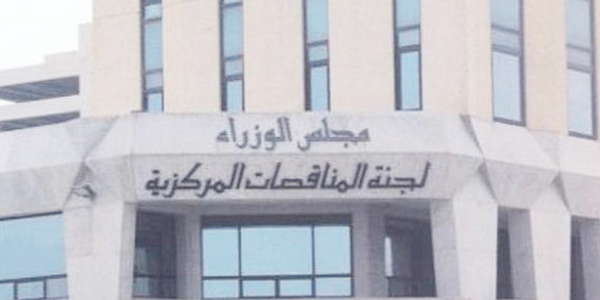 مجلس الوزراء
لجنة المناقصات المركزية